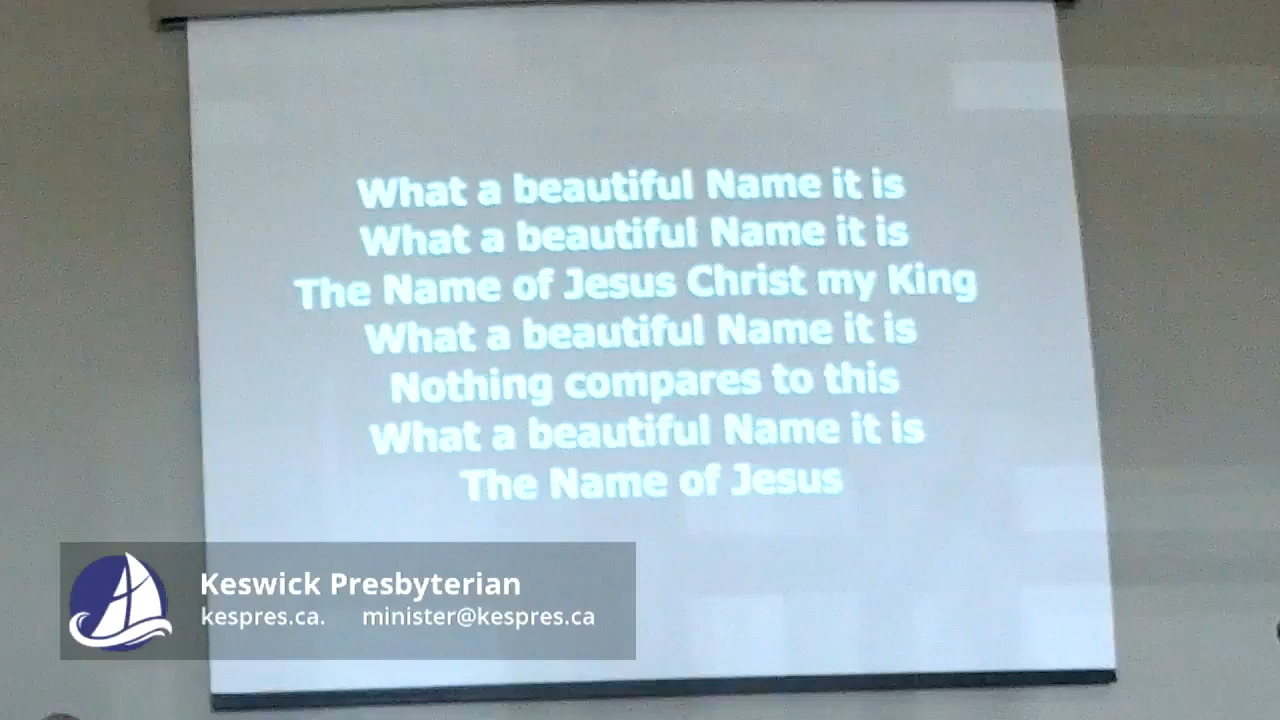 What a beautiful Name it is
What a beautiful Name it is
The Name of Jesus Christ my King
What a beautiful Name it is
Nothing compares to this
What a beautiful Name it is
The Name of Jesus
Keswick Presbyterian
kespres.ca. minister@kespres.ca